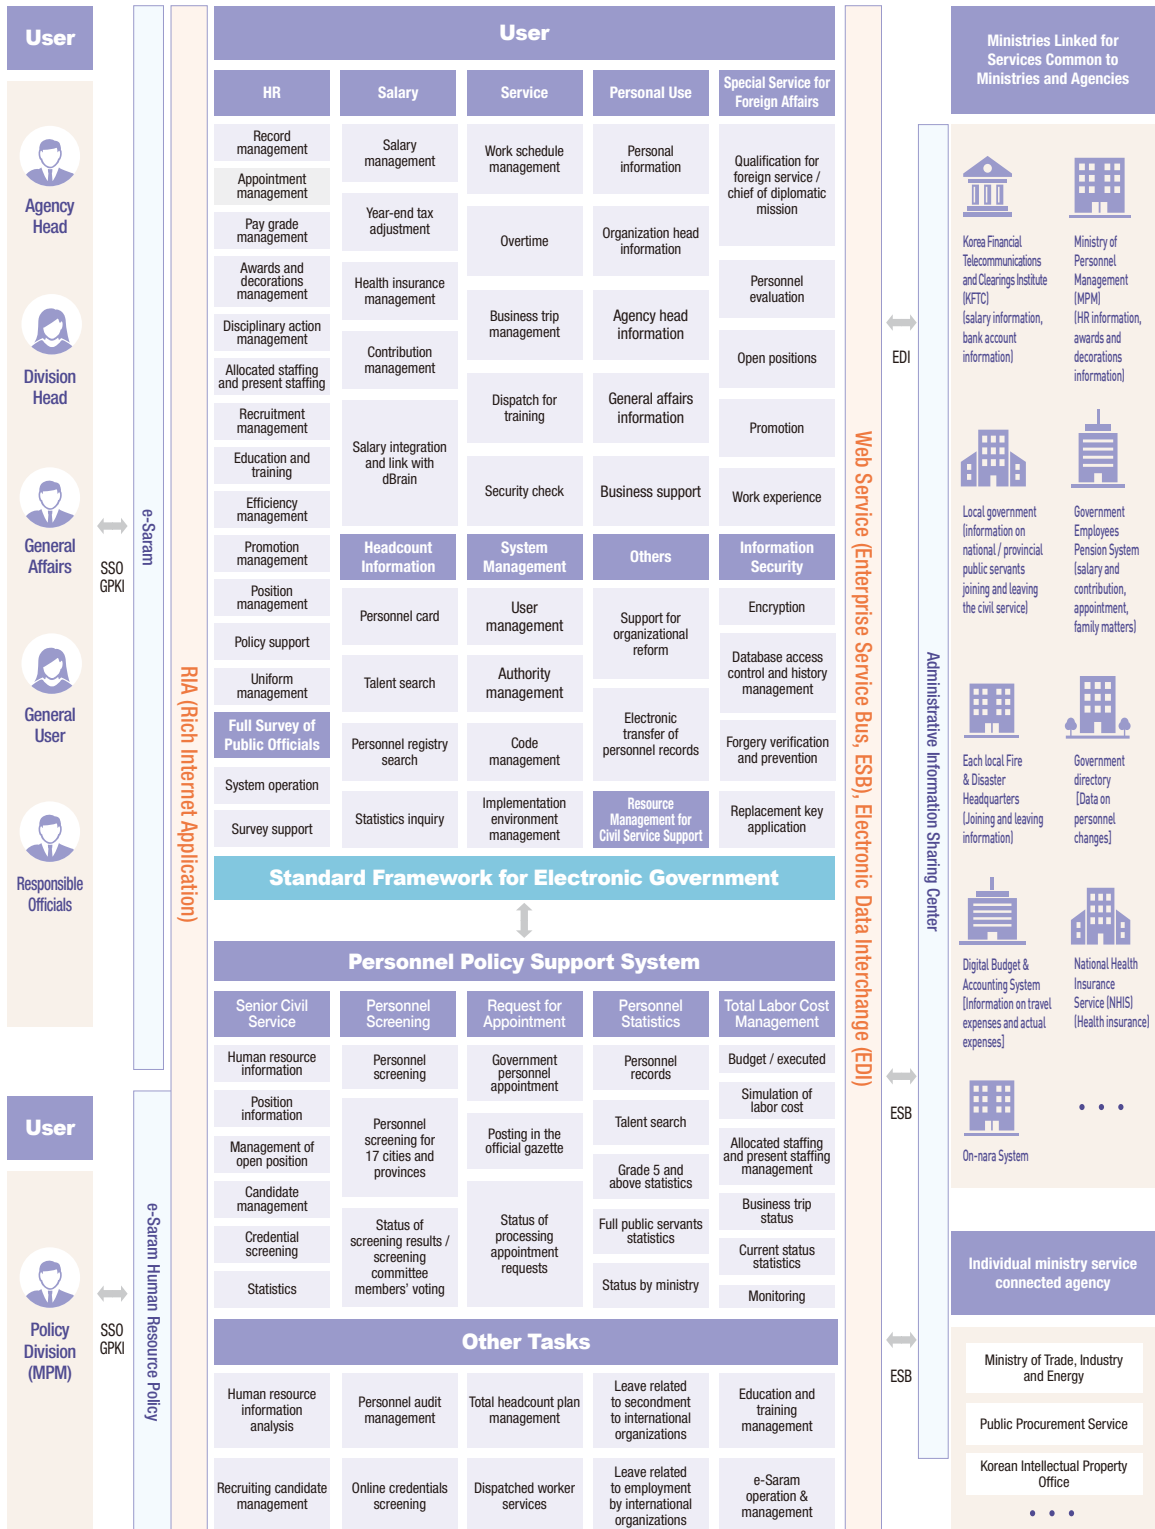 User
Agency
Head
Division
Head
General
Affairs
General
User
Responsible
Officials
SSO
GPKI
e-Saram
RIA (Rich Internet Application)
User
HR
Record
management
Appointment
management
Pay grade
management
Awards and
decorations
management
Disciplinary action
management
Allocated staffing
and present staffing
Recruitment
management
Education and
training
Efficiency
management
Promotion
management
Position
management
Policy support
Uniform
management
Full Survey of
Public Officials
System operation
Survey support
Salary
Salary
management
Year-end tax
adjustment
Health insurance
management
Contribution
management
Salary integration
and link with
dBrain
Headcount
Information
Personnel card
Talent search
Personnel registry
search
Statistics inquiry
Service
Work schedule
management
Overtime
Business trip
management
Dispatch for
training
Security check
System
Management
User
management
Authority
management
Code
management
Implementation
environment
management
Personal Use
Personal
information
Organization head
information
Agency head
information
General affairs
information
Business support
Others
Support for
organizational
reform
Electronic
transfer of
personnel records
Resource
Management for
Civil Service Support
Special Service for
Foreign Affairs
Qualification for
foreign service /
chief of diplomatic
mission
Personnel
evaluation
Open positions
Promotion
Work experience
Information
Security
Encryption
Database access
control and history
management
Forgery verification
and prevention
Replacement key
application
Standard Framework for Electronic Government
Personnel Policy Support System
Senior Civil
Service
Human resource
information
Position
information
Management of
open position
Candidate
management
Credential
screening
Statistics
Personnel
Screening
Personnel
screening
Personnel
screening for
17 cities and
provinces
Status of
screening results /
screening
committee
members' voting
Request for
Appointment
Government
personnel
appointment
Posting in the
official gazette
Status of
processing
appointment
requests
Personnel
Statistics
Personnel
records
Talent search
Grade 5 and
above statistics
Full public servants
statistics
Status by ministry
Total Labor Cost
Management
Budget / executed
Simulation of
labor cost
Allocated staffing
and present staffing
management
Business trip
status
Current status
statistics
Monitoring
Other Tasks
Human resource
information
analysis
Personnel audit
management
Total headcount plan
management
Leave related
to secondment
to international
organizations
Education and
training
management
Recruiting candidate
management
Online credentials
screening
Dispatched worker
services
Leave related
to employment
by international
organizations
e-Saram
operation &
management
User
Policy
Division
(MPM)
SSO
GPKI
e-Saram Human Resource Policy
Web Service (Enterprise Service Bus, ESB), Electronic Data Interchange (EDI)
EDI
ESB
ESB
Administrative Information Sharing Center
Ministries Linked for
Services Common to
Ministries and Agencies
Korea Financial
Telecommunications
and Clearings Institute
(KFTC)
(salary information,
bank account
information)
Ministry of
Personnel
Management
(MPM)
(HR information,
awards and
decorations
information)
Local government
(information on
national / provincial
public servants
joining and leaving
the civil service)
Government
Employees
Pension System
(salary and
contribution,
appointment,
family matters)
Each local Fire
& Disaster
Headquarters
(Joining and leaving
information)
Government
directory
[Data on
personnel
changes]
Digital Budget &
Accounting System
[Information on travel
expenses and actual
expenses]
National Health
Insurance
Service (NHIS)
(Health insurance)
On-nara System
• • •
Individual ministry service
connected agency
Ministry of Trade, Industry
and Energy
Public Procurement Service
Korean Intellectual Property
Office
• • •